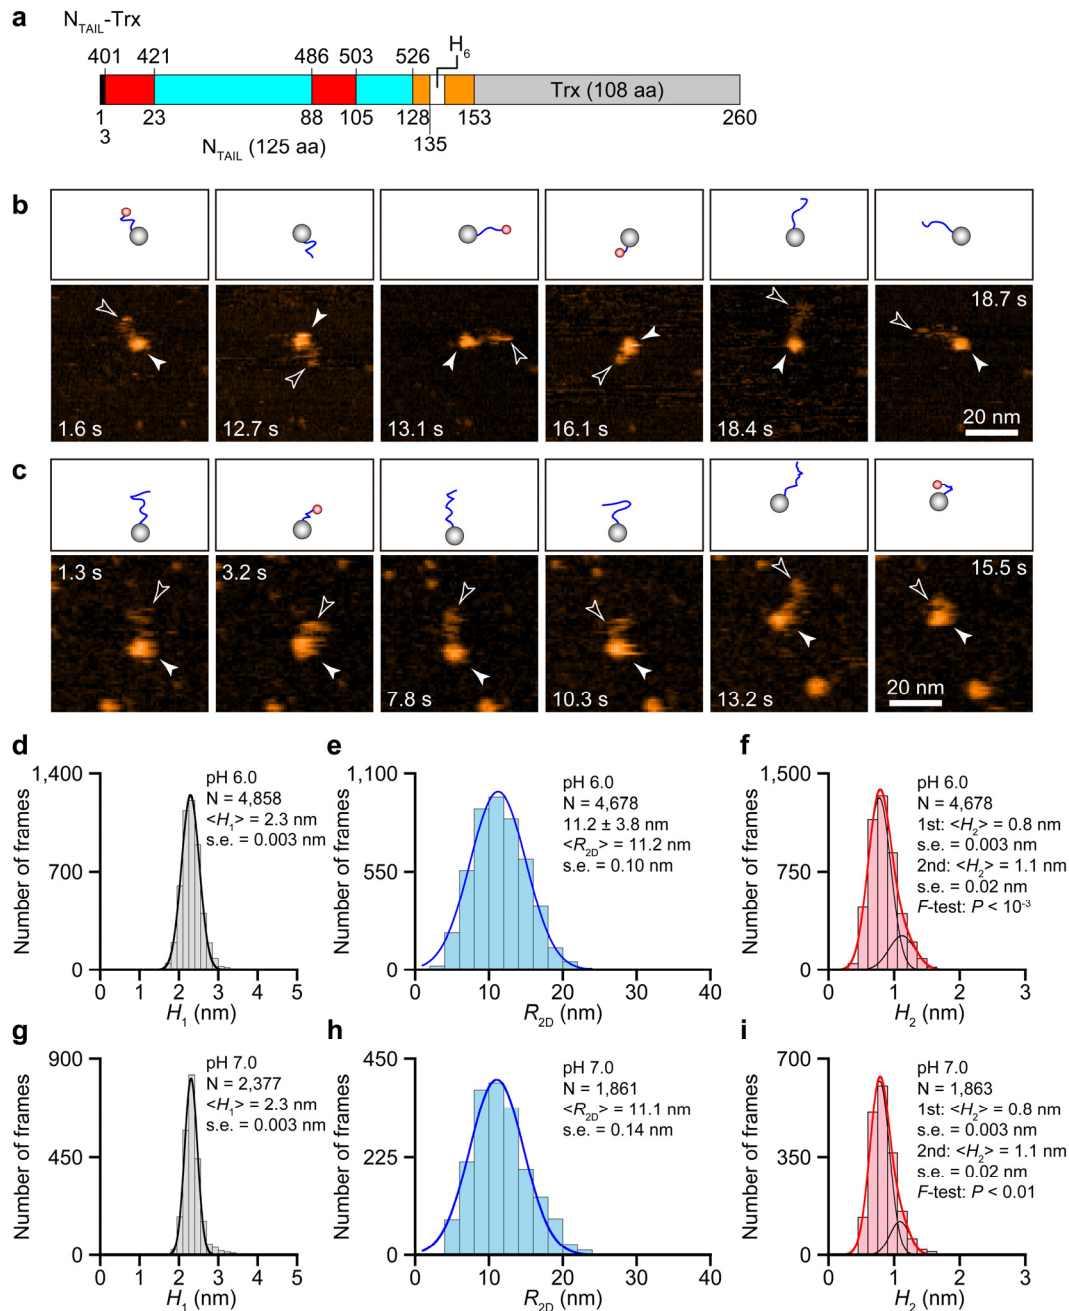 a
N_TAIL-Trx
H_6
401 421 486 503 526
Trx (108 aa)
1 23 88 105 128 153 260
3
135
N_TAIL (125 aa)
b
18.7 s
1.6 s 12.7 s 13.1 s 16.1 s 18.4 s
20 nm
c
1.3 s 3.2 s 15.5 s
7.8 s 10.3 s 13.2 s
20 nm
d
Number of frames
1,400
700
0
0 1 2 3 4 5
H_1 (nm)
pH 6.0
N = 4,858
<H_1> = 2.3 nm
s.e. = 0.003 nm
e
Number of frames
1,100
550
0
0 10 20 30 40
R_2D (nm)
pH 6.0
N = 4,678
11.2 ± 3.8 nm
<R_2D> = 11.2 nm
s.e. = 0.10 nm
f
Number of frames
1,500
750
0
0 1 2 3
H_2 (nm)
pH 6.0
N = 4,678
1st: <H_2> = 0.8 nm
s.e. = 0.003 nm
2nd: <H_2> = 1.1 nm
s.e. = 0.02 nm
F-test: P < 10^-3
g
Number of frames
900
450
0
0 1 2 3 4 5
H_1 (nm)
pH 7.0
N = 2,377
<H_1> = 2.3 nm
s.e. = 0.003 nm
h
Number of frames
450
225
0
0 10 20 30 40
R_2D (nm)
pH 7.0
N = 1,861
<R_2D> = 11.1 nm
s.e. = 0.14 nm
i
Number of frames
700
350
0
0 1 2 3
H_2 (nm)
pH 7.0
N = 1,863
1st: <H_2> = 0.8 nm
s.e. = 0.003 nm
2nd: <H_2> = 1.1 nm
s.e. = 0.02 nm
F-test: P < 0.01